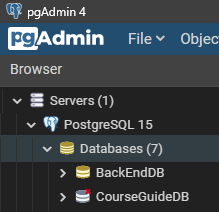 pgAdmin 4
pgAdmin File Objec
Browser
Servers (1)
PostgreSQL 15
Databases (7)
BackEndDB
CourseGuideDB